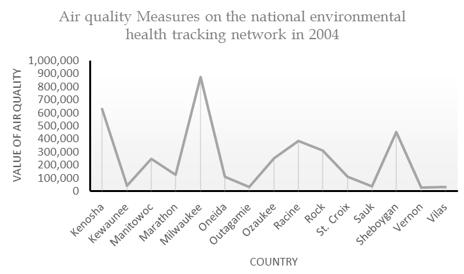 Air quality Measures on the national environmental
health tracking network in 2004
VALUE OF AIR QUALITY
1,000,000
900,000
800,000
700,000
600,000
500,000
400,000
300,000
200,000
100,000
0
Kenosha
Kewaunee
Manitowoc
Marathon
Milwaukee
Oneida
Outagamie
Ozaukee
Racine
Rock
St. Croix
Sauk
Sheboygan
Vernon
Vilas
COUNTRY